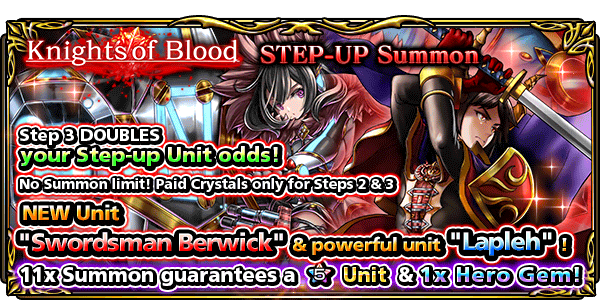 Knights of Blood STEP-UP Summon
Step 3 DOUBLES
your Step-up Unit odds!
No Summon limit! Paid Crystals only for Steps 2 & 3
NEW Unit
"Swordsman Berwick" & powerful unit "Lapleh" !
11x Summon guarantees a 5 Unit & 1x Hero Gem!